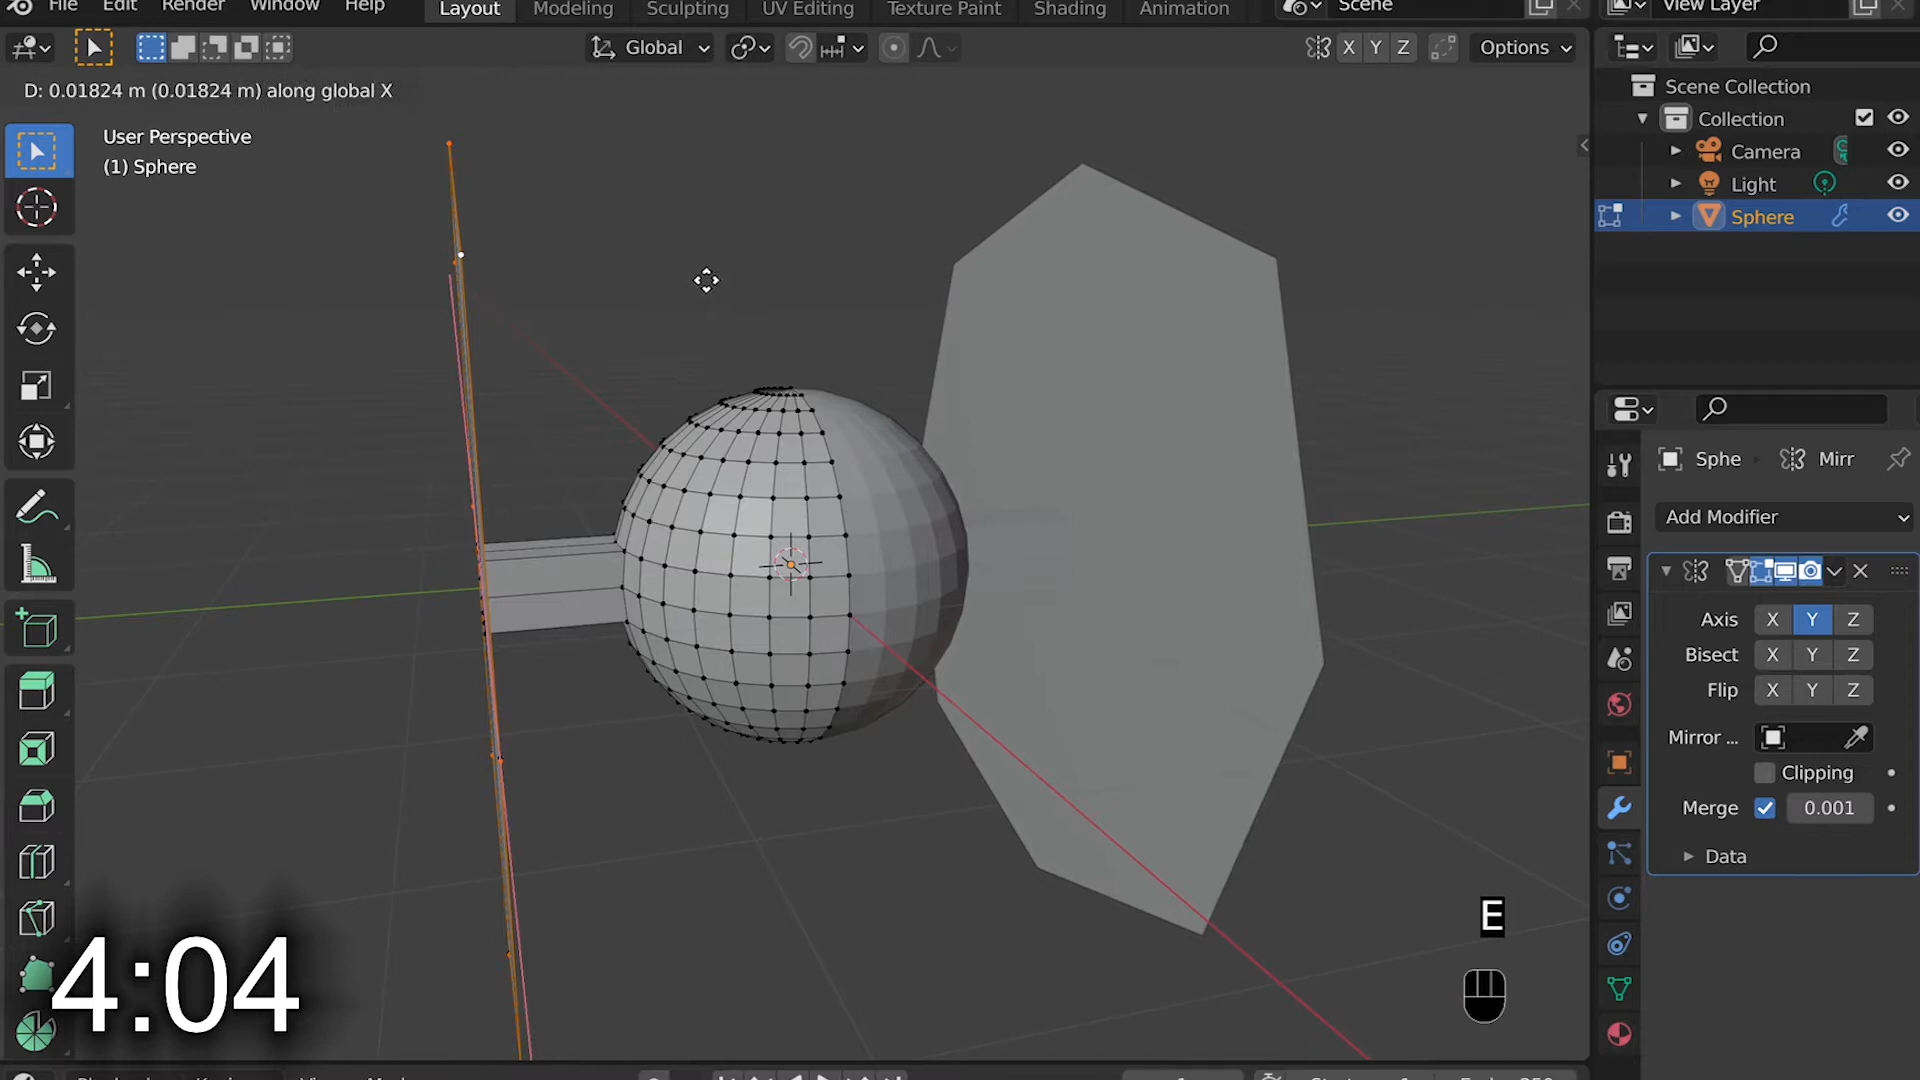 File Edit Render Window Help Layout Modeling Sculpting UV Editing Texture Paint Shading Animation Scene View Layer
Global X Y Z Options
D: 0.01824 m (0.01824 m) along global X
User Perspective
(1) Sphere
Scene Collection
Collection
Camera
Light
Sphere
Sphe Mirr
Add Modifier
Axis X Y Z
Bisect X Y Z
Flip X Y Z
Mirror ...
Clipping
Merge 0.001
Data
E
4:04